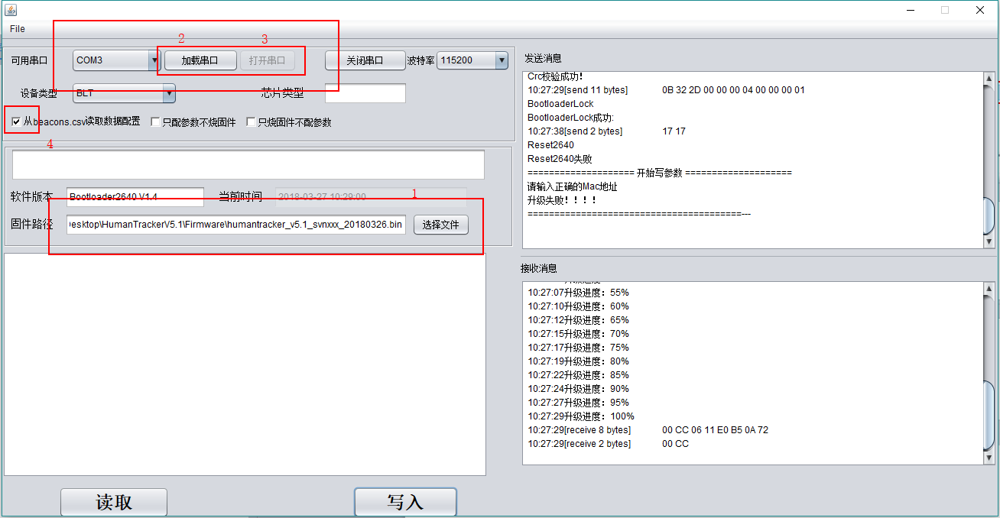 File
2 3
可用串口 COM3 加载串口 打开串口 关闭串口 波特率 115200
设备类型 BLT 芯片类型
从beacons.csv读取数据配置 只配参数不烧固件 只烧固件不配参数
4
软件版本 Bootloader2640 V1.4 当前时间 2018-03-27 10:29:00
1
固件路径 esktop\HumanTrackerV5.1\Firmware\humantracker_v5.1_svnxxx_20180326.bin 选择文件
读取 写入
发送消息
Crc校验成功!
10:27:29[send 11 bytes] 0B 32 2D 00 00 00 04 00 00 00 01
BootloaderLock
BootloaderLock成功:
10:27:38[send 2 bytes] 17 17
Reset2640
Reset2640失败
==================== 开始写参数 ====================
请输入正确的Mac地址
升级失败!!!!
========================================---
接收消息
10:27:07升级进度: 55%
10:27:10升级进度: 60%
10:27:12升级进度: 65%
10:27:15升级进度: 70%
10:27:17升级进度: 75%
10:27:19升级进度: 80%
10:27:22升级进度: 85%
10:27:24升级进度: 90%
10:27:27升级进度: 95%
10:27:29升级进度: 100%
10:27:29[receive 8 bytes] 00 CC 06 11 E0 B5 0A 72
10:27:29[receive 2 bytes] 00 CC